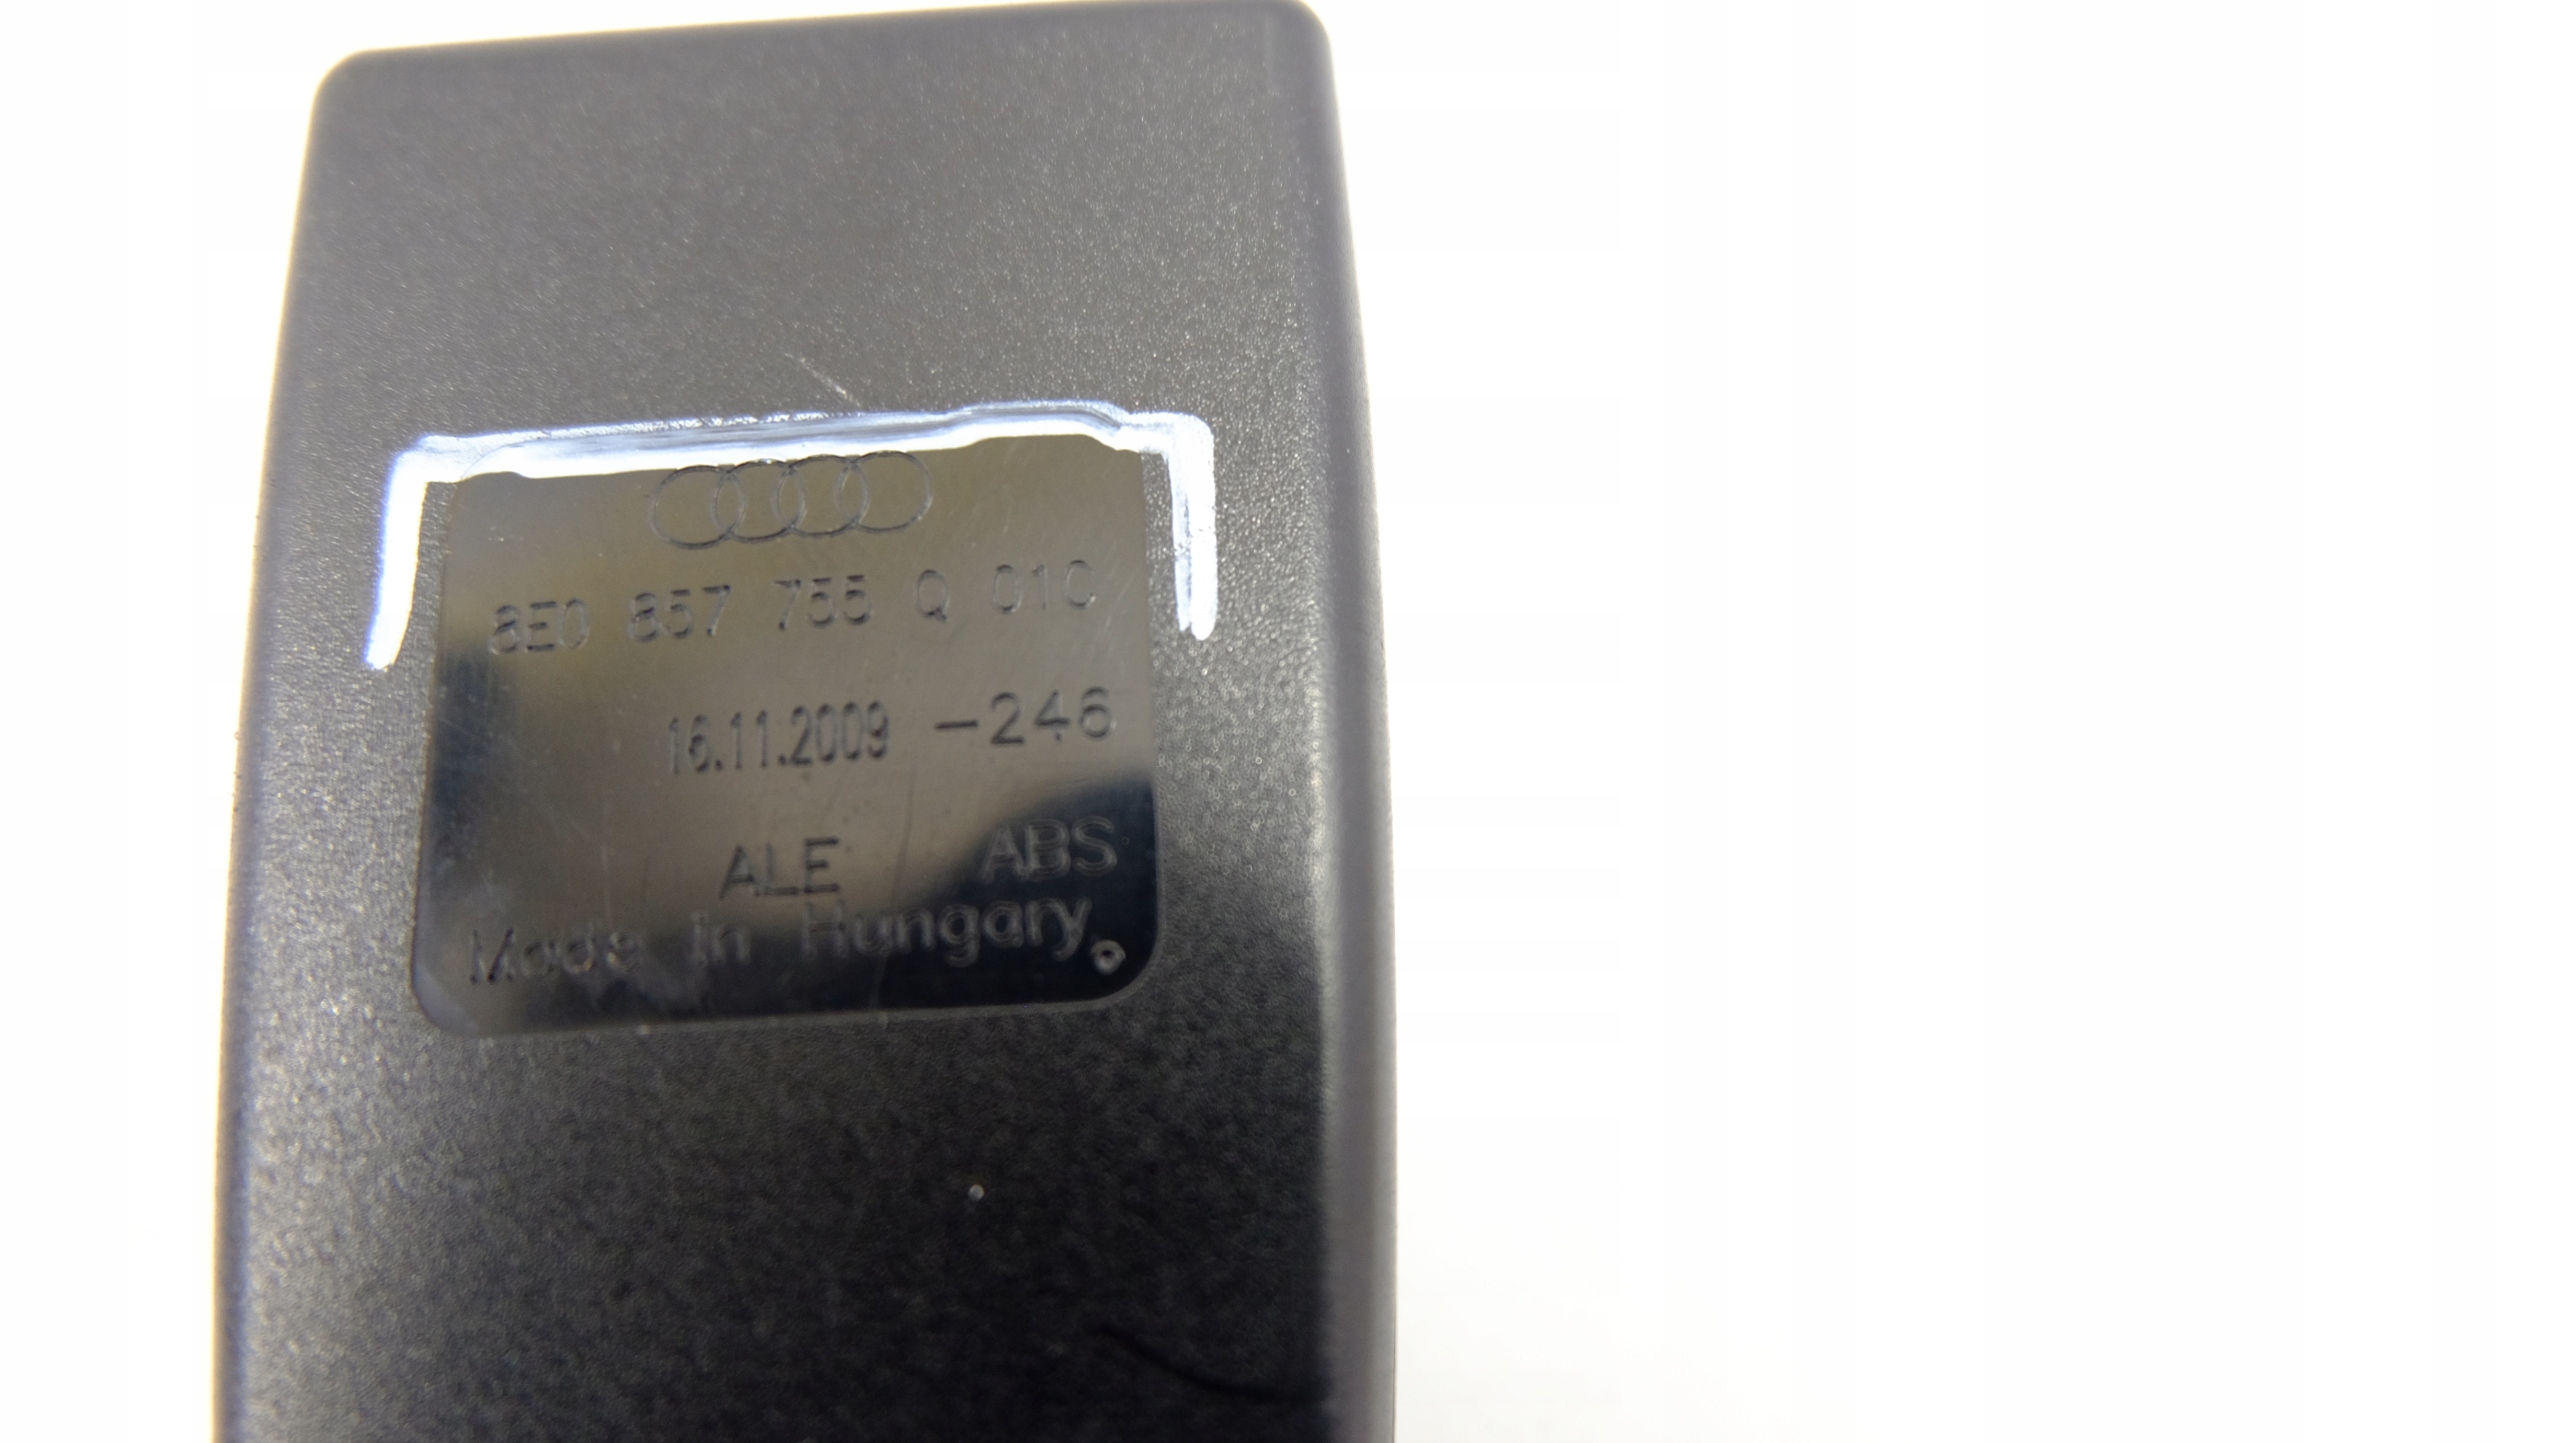 8E0 857 755 Q 01C
16.11.2009 -246
ALE ABS
Made in Hungary